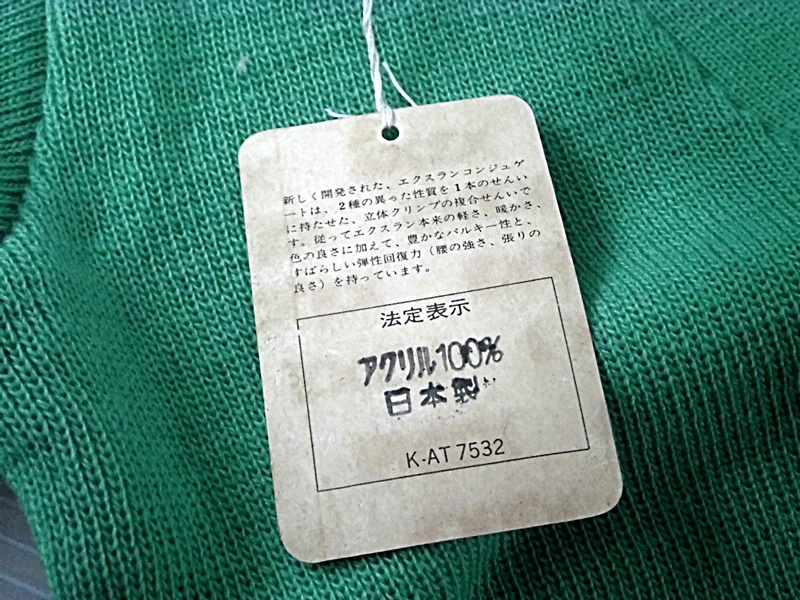 新しく開発された、エクスランコンジュゲ
ートは、2種の異った性質を1本のせんい
に持たせた、立体クリンプの複合せんいで
す。従ってエクスラン本来の軽さ、暖かさ、
色の良さに加えて、豊かなバルキー性と、
すばらしい弾性回復力（腰の強さ、張りの
良さ）を持っています。
法定表示
アクリル100%
日本製
K-AT 7532